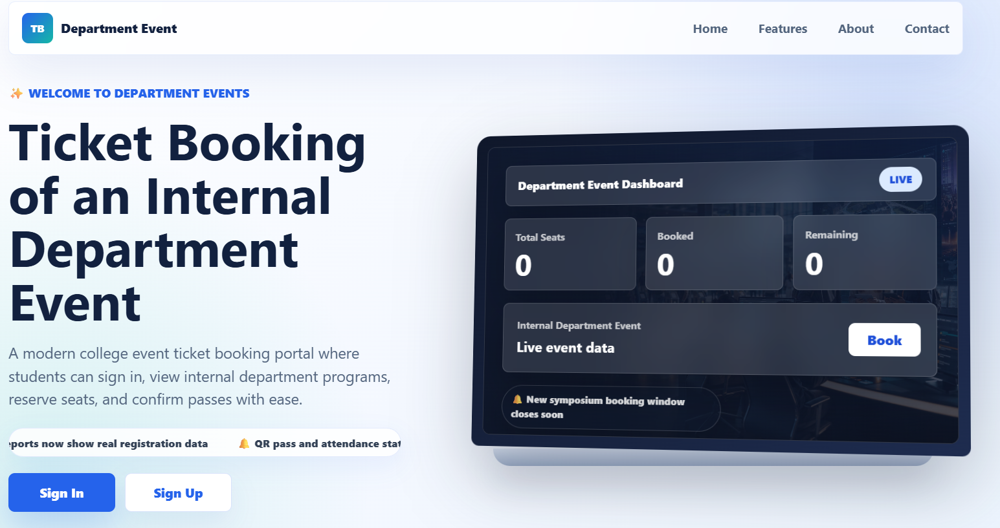 TB
Department Event
Home
Features
About
Contact
✨ WELCOME TO DEPARTMENT EVENTS
Ticket Booking
of an Internal
Department
Event
A modern college event ticket booking portal where
students can sign in, view internal department programs,
reserve seats, and confirm passes with ease.
eports now show real registration data
🔔 QR pass and attendance stat
Sign In
Sign Up
Department Event Dashboard
LIVE
Total Seats
0
Booked
0
Remaining
0
Internal Department Event
Live event data
Book
🔔 New symposium booking window
closes soon